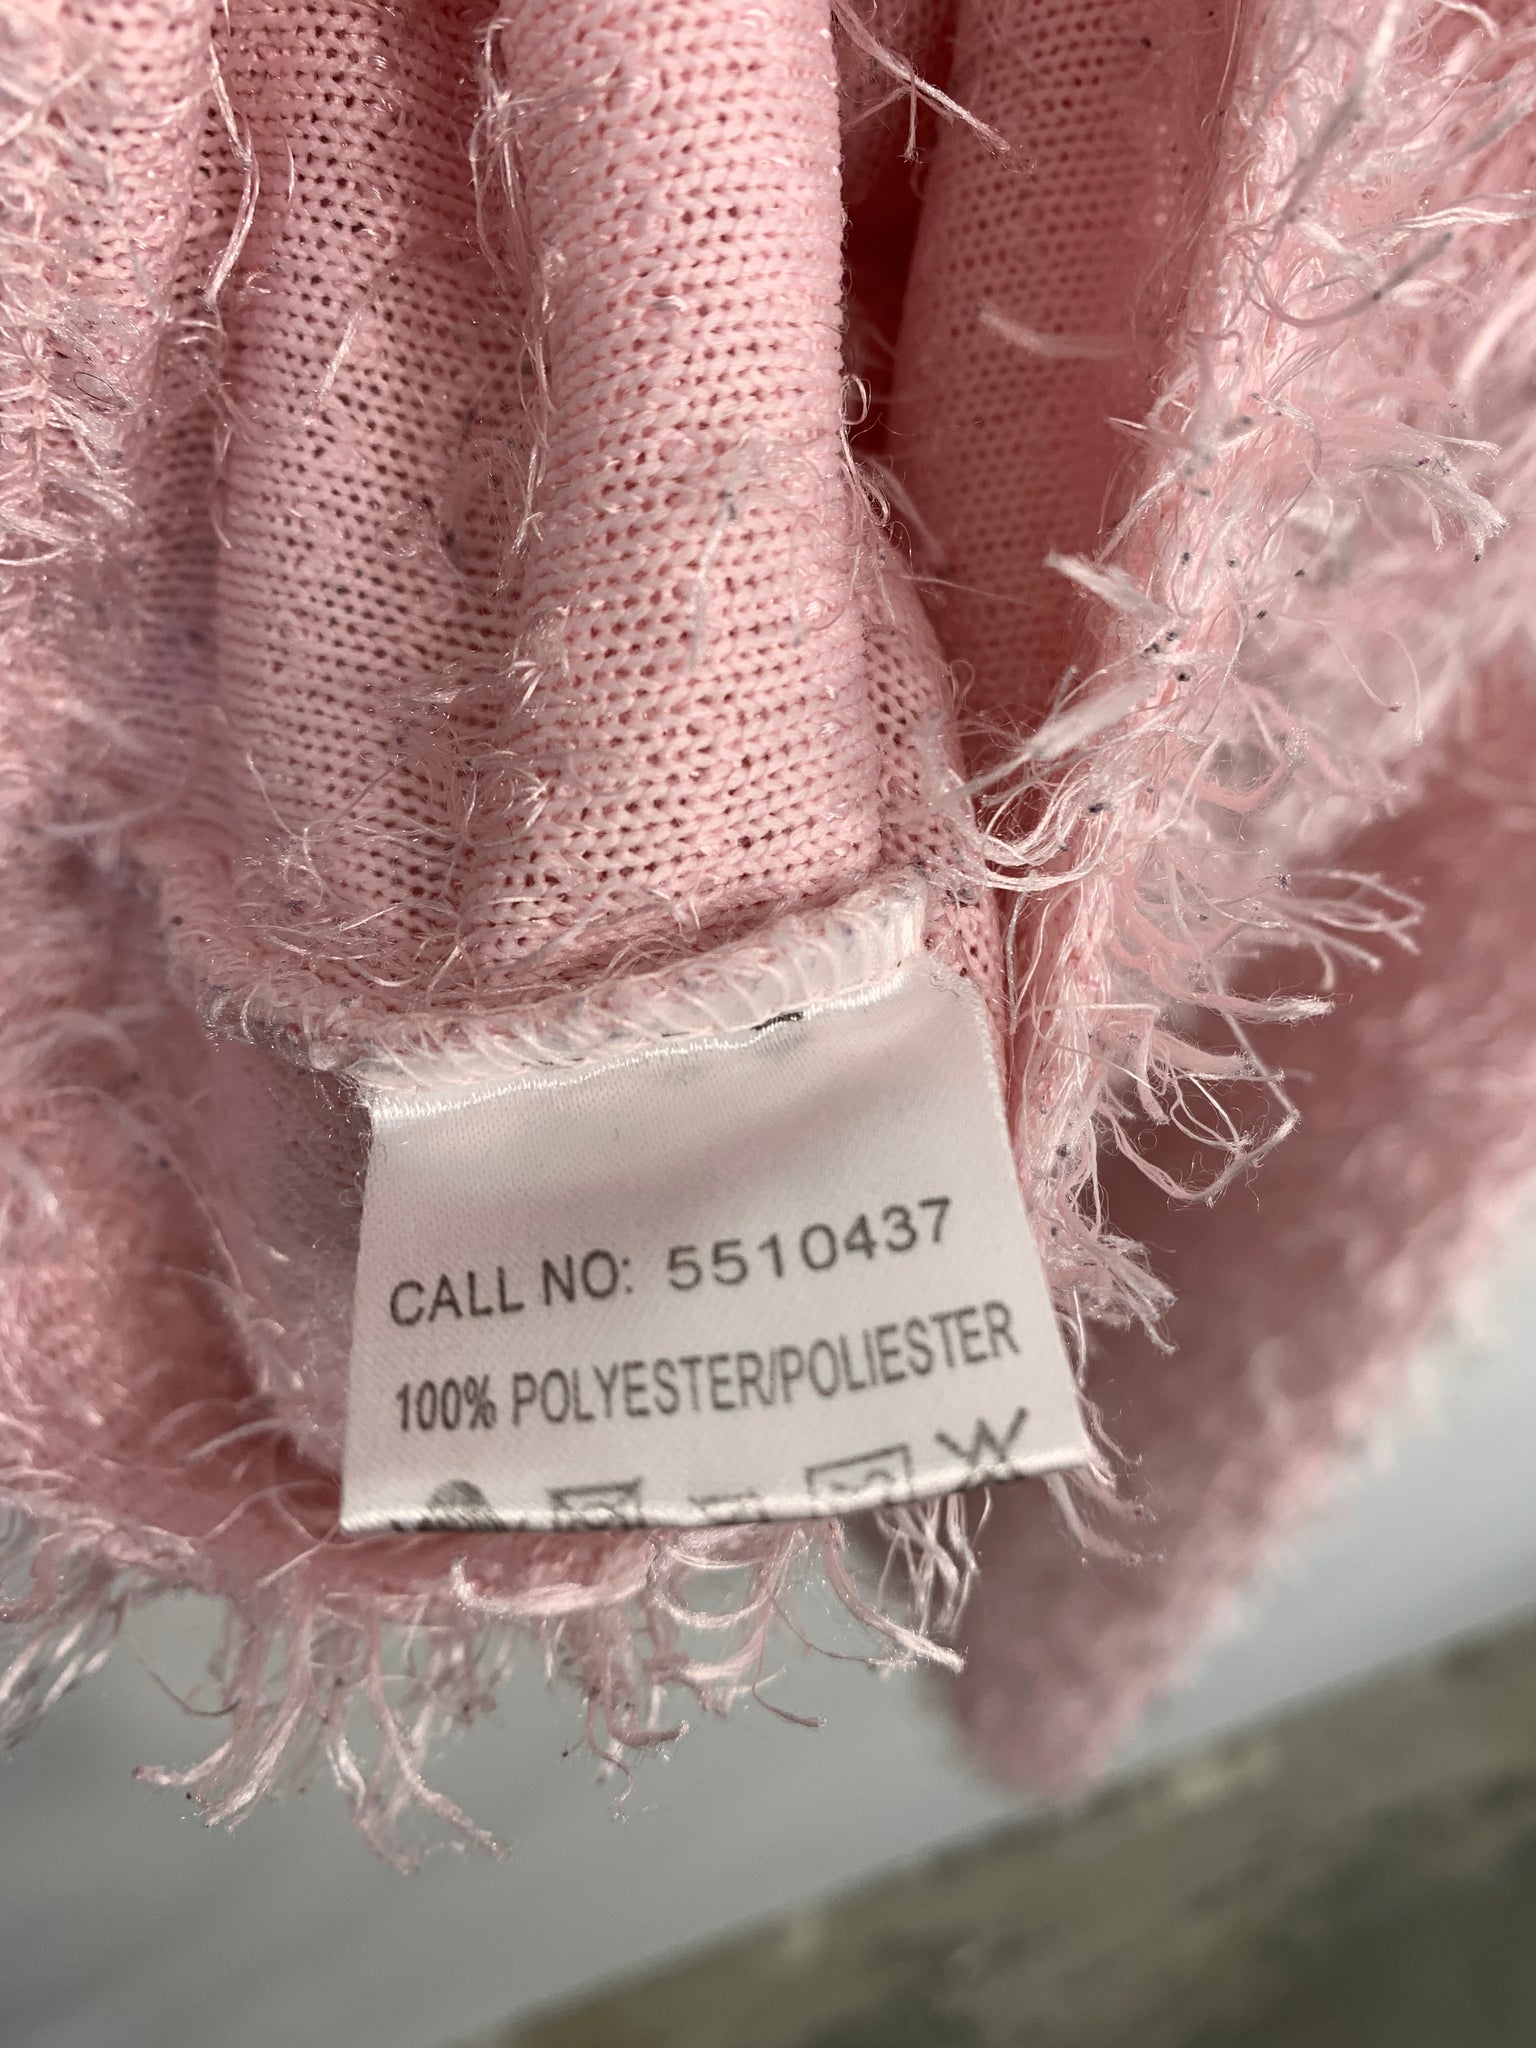 CALL NO: 5510437
100% POLYESTER/POLIESTER